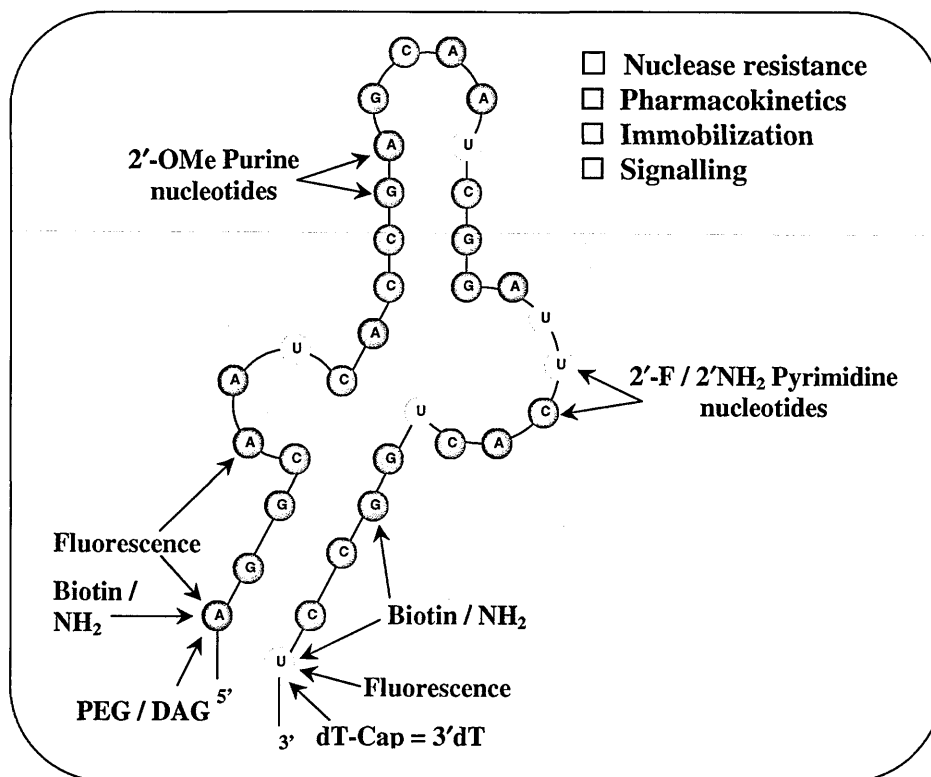 C A
□ Nuclease resistance
G A
□ Pharmacokinetics
A U
□ Immobilization
2′-OMe Purine
nucleotides
□ Signalling
G C
C G
C G A
U
A
U
U
A C
2′-F / 2′NH₂ Pyrimidine
nucleotides
U C
A C A
C G
G G
Fluorescence
C
G
Biotin /
NH₂
A C
Biotin / NH₂
U
Fluorescence
PEG / DAG
5’
3’
dT-Cap = 3′dT